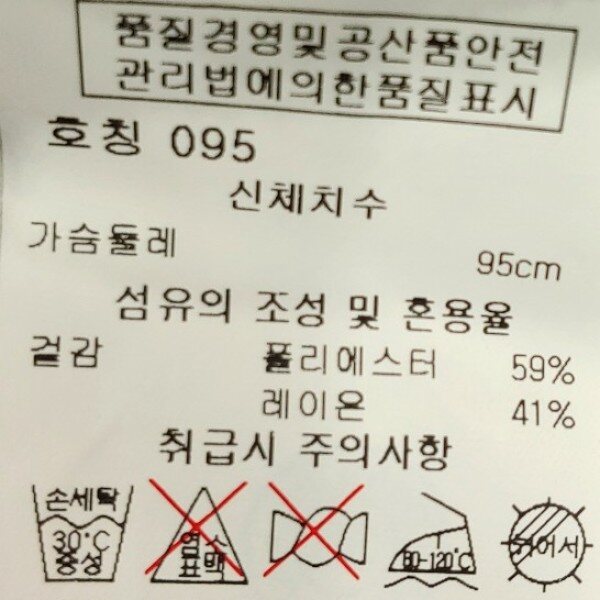 품질경영및공산품안전
관리법에의한품질표시
호칭 095
신체치수
가슴둘레 95cm
섬유의 조성 및 혼용율
겉감 폴리에스터 59%
레이온 41%
취급시 주의사항
손세탁
30°C
중성
염소
표백
80-120°C
뉘어서